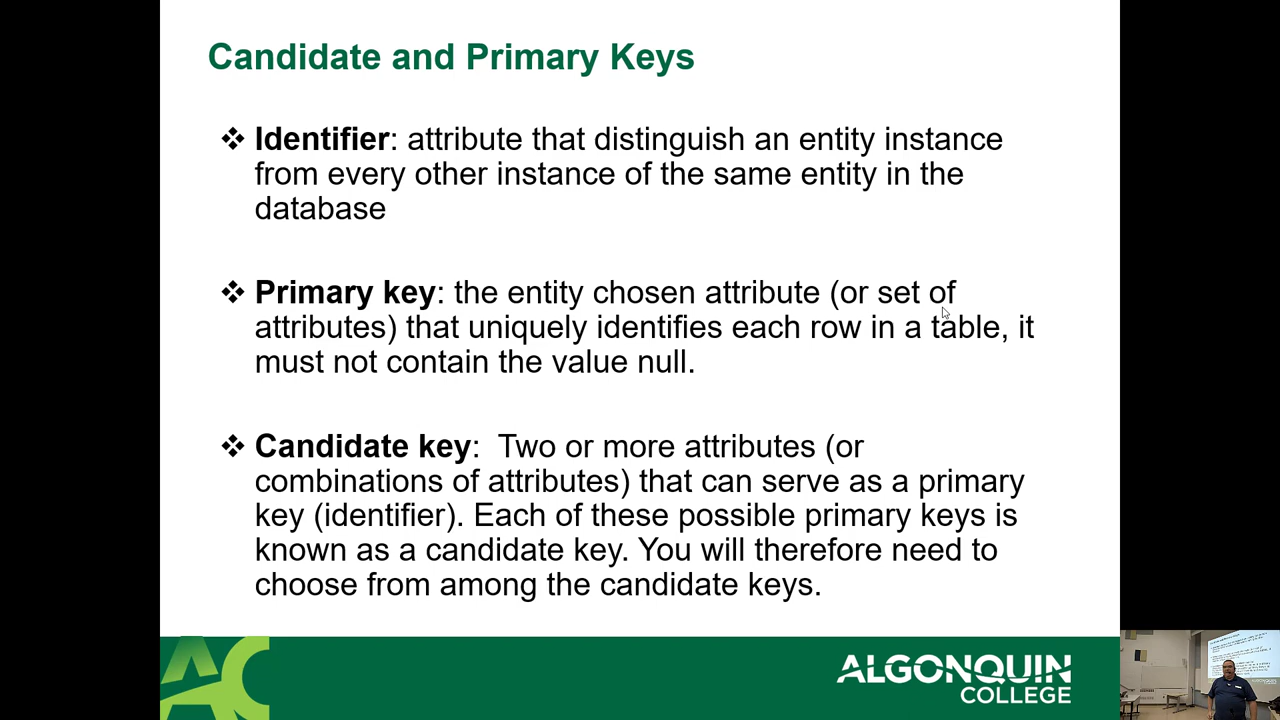 Candidate and Primary Keys
❖ Identifier: attribute that distinguish an entity instance
from every other instance of the same entity in the
database
❖ Primary key: the entity chosen attribute (or set of
attributes) that uniquely identifies each row in a table, it
must not contain the value null.
❖ Candidate key:  Two or more attributes (or
combinations of attributes) that can serve as a primary
key (identifier). Each of these possible primary keys is
known as a candidate key. You will therefore need to
choose from among the candidate keys.
AC
ALGONQUIN
COLLEGE